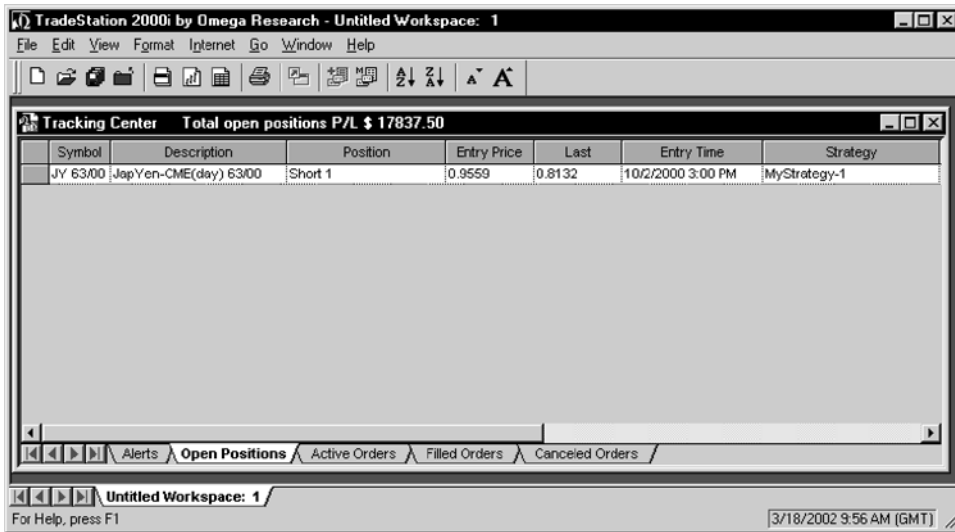 TradeStation 2000i by Omega Research - Untitled Workspace: 1
File Edit View Format Internet Go Window Help
Tracking Center Total open positions P/L $ 17837.50
Symbol Description Position Entry Price Last Entry Time Strategy
JY 63/00 JapYen-CME(day) 63/00 Short 1 0.9559 0.8132 10/2/2000 3:00 PM MyStrategy-1
Alerts Open Positions Active Orders Filled Orders Canceled Orders
Untitled Workspace: 1
For Help, press F1 3/18/2002 9:56 AM (GMT)